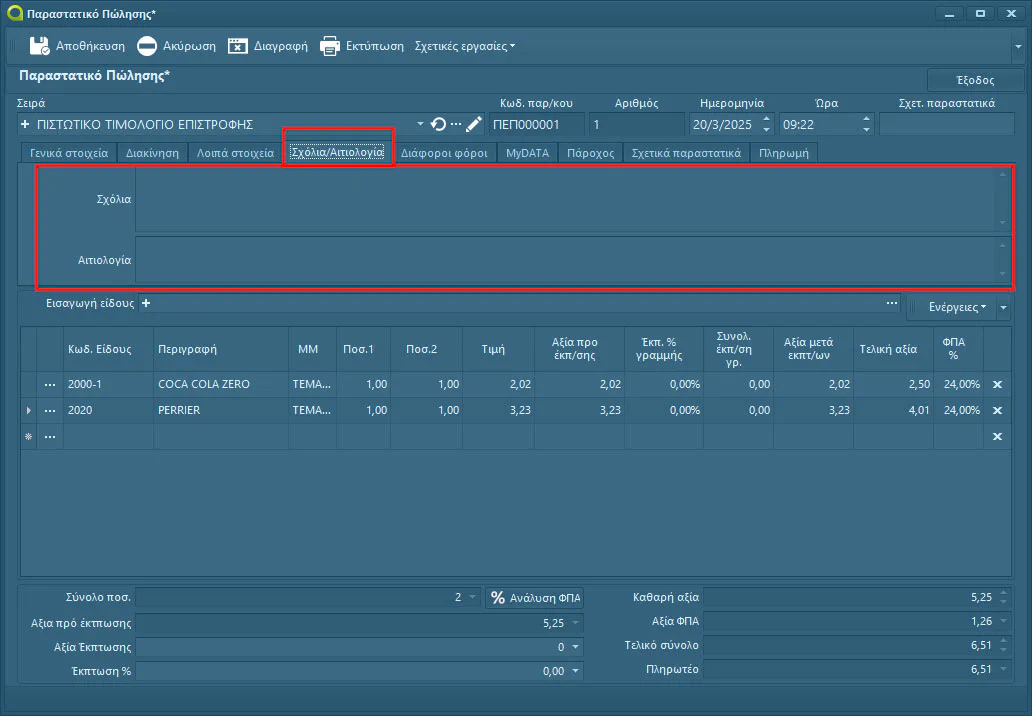 Παραστατικό Πώλησης*
Αποθήκευση Ακύρωση Διαγραφή Εκτύπωση Σχετικές εργασίες
Παραστατικό Πώλησης*
Έξοδος
Σειρά Κωδ. παρ/κου Αριθμός Ημερομηνία Ώρα Σχετ. παραστατικά
+ ΠΙΣΤΩΤΙΚΟ ΤΙΜΟΛΟΓΙΟ ΕΠΙΣΤΡΟΦΗΣ ··· ΠΕΠ000001 1 20/3/2025 09:22
Γενικά στοιχεία Διακίνηση Λοιπά στοιχεία Σχόλια/Αιτιολογία Διάφοροι φόροι MyDATA Πάροχος Σχετικά παραστατικά Πληρωμή
Σχόλια
Αιτιολογία
Εισαγωγή είδους + ··· Ενέργειες
Κωδ. Είδους Περιγραφή ΜΜ Ποσ.1 Ποσ.2 Τιμή Αξία προ έκπ/σης Έκπ. % γραμμής Συνολ. έκπ/ση γρ. Αξία μετά εκπτ/ων Τελική αξία ΦΠΑ %
··· 2000-1 COCA COLA ZERO ΤΕΜΑ... 1,00 1,00 2,02 2,02 0,00% 0,00 2,02 2,50 24,00% x
··· 2020 PERRIER ΤΕΜΑ... 1,00 1,00 3,23 3,23 0,00% 0,00 3,23 4,01 24,00% x
* ··· x
Σύνολο ποσ. 2 % Ανάλυση ΦΠΑ Καθαρή αξία 5,25
Αξια πρό έκτπωσης 5,25 Αξία ΦΠΑ 1,26
Αξία Έκπτωσης 0 Τελικό σύνολο 6,51
Έκπτωση % 0,00 Πληρωτέο 6,51